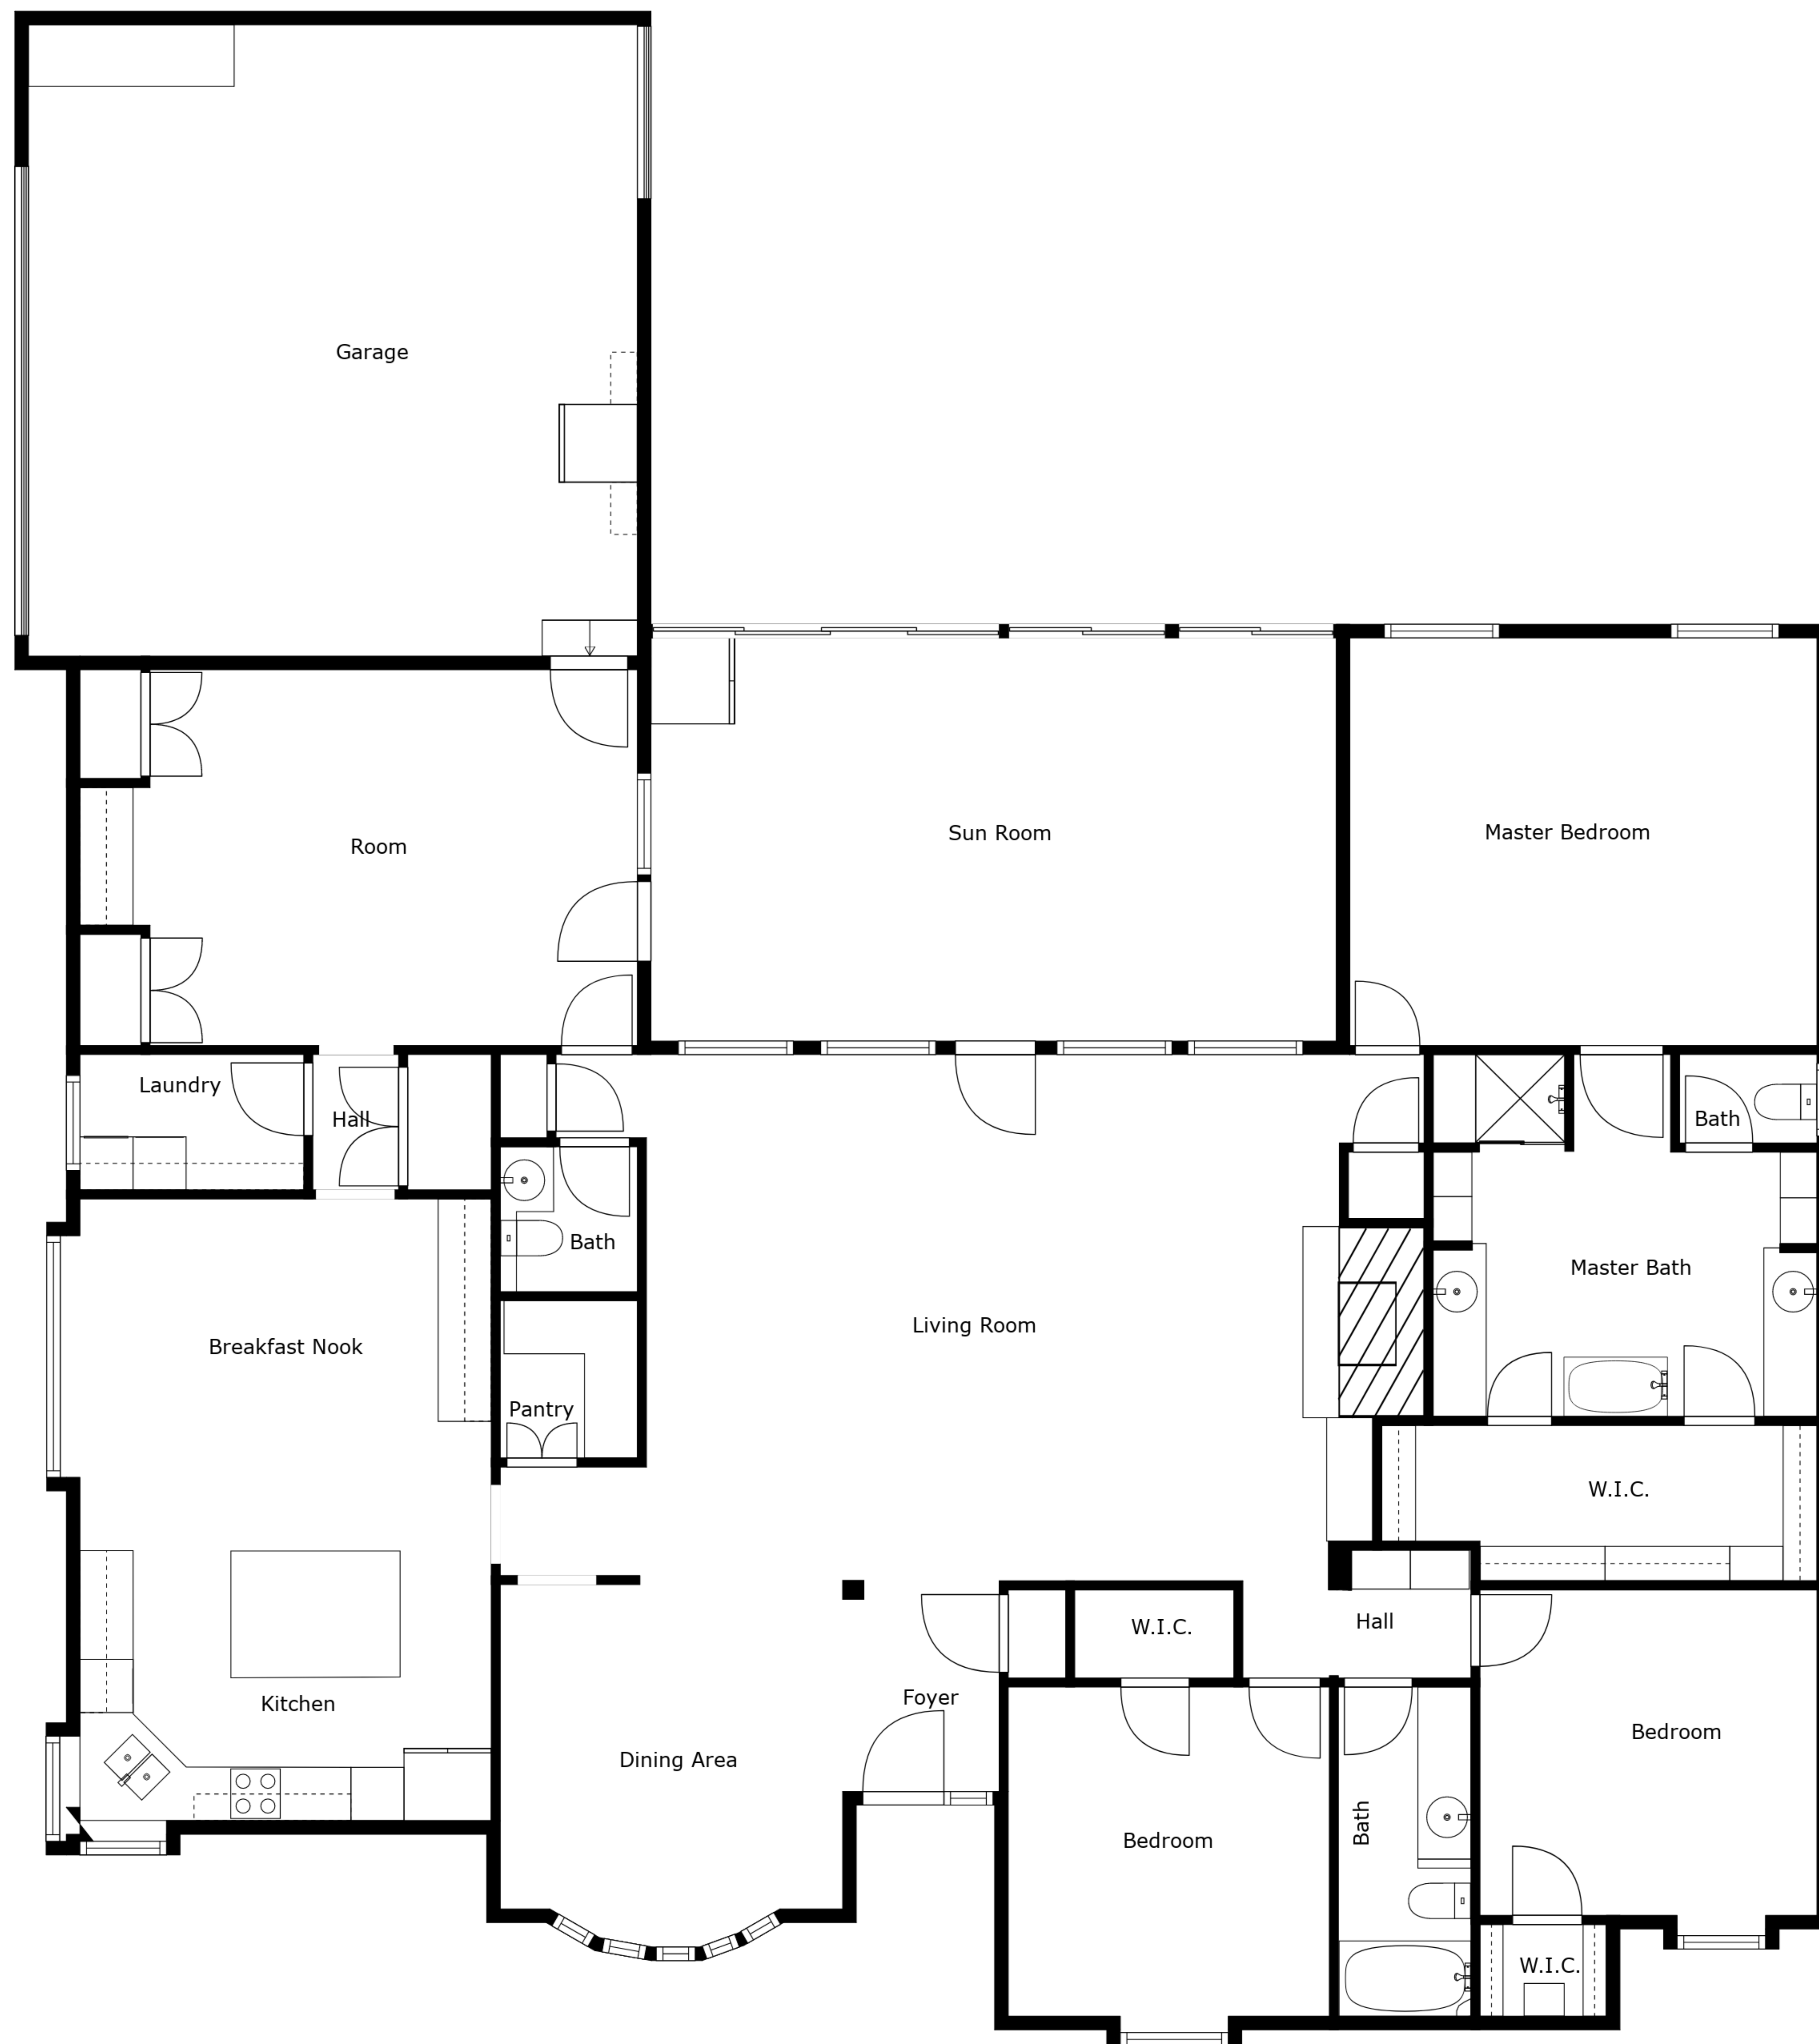 Garage
Sun Room
Master Bedroom
Room
Laundry
Hall
Bath
Bath
Master Bath
Living Room
Breakfast Nook
Pantry
W.I.C.
Hall
W.I.C.
Foyer
Kitchen
Bedroom
Dining Area
Bath
Bedroom
W.I.C.